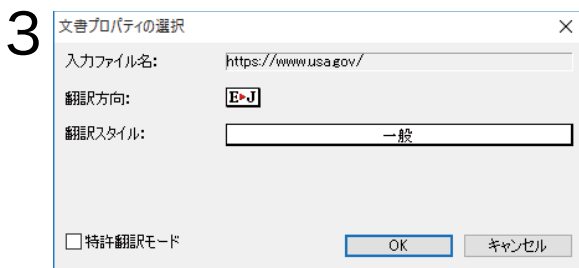 3
文書プロパティの選択
入力ファイル名: https://www.usa.gov/
翻訳方向: E▸J
翻訳スタイル: 一般
特許翻訳モード OK キャンセル